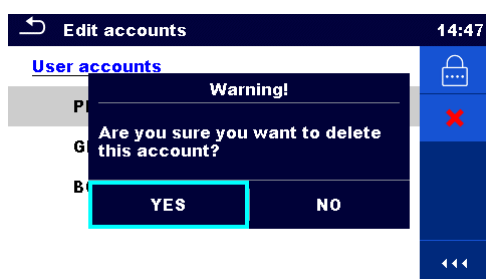 Edit accounts 14:47
User accounts
Warning!
Are you sure you want to delete
this account?
YES NO